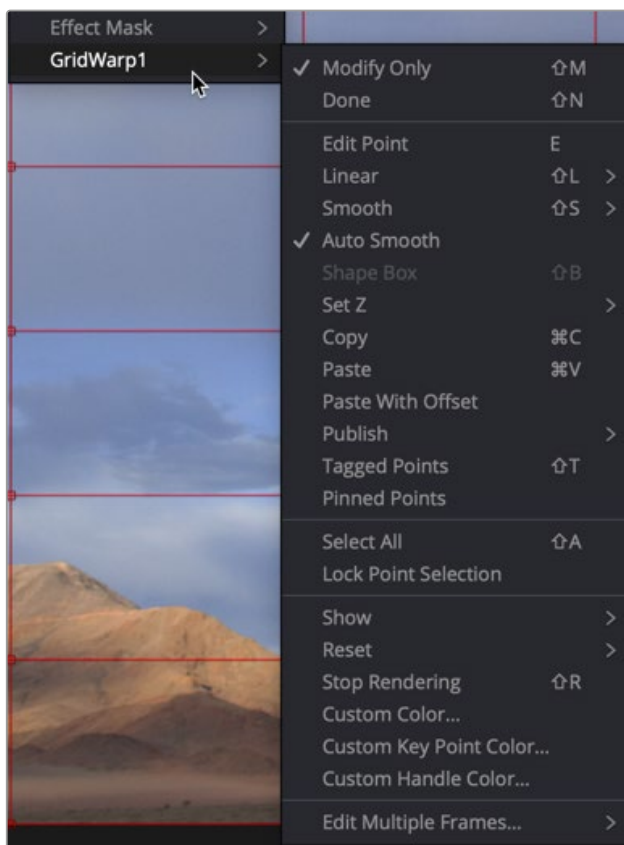 Effect Mask >
GridWarp1 >
✓ Modify Only ⇧M
Done ⇧N
Edit Point E
Linear ⇧L >
Smooth ⇧S >
✓ Auto Smooth
Shape Box ⇧B
Set Z >
Copy ⌘C
Paste ⌘V
Paste With Offset
Publish >
Tagged Points ⇧T
Pinned Points
Select All ⇧A
Lock Point Selection
Show >
Reset >
Stop Rendering ⇧R
Custom Color...
Custom Key Point Color...
Custom Handle Color...
Edit Multiple Frames... >